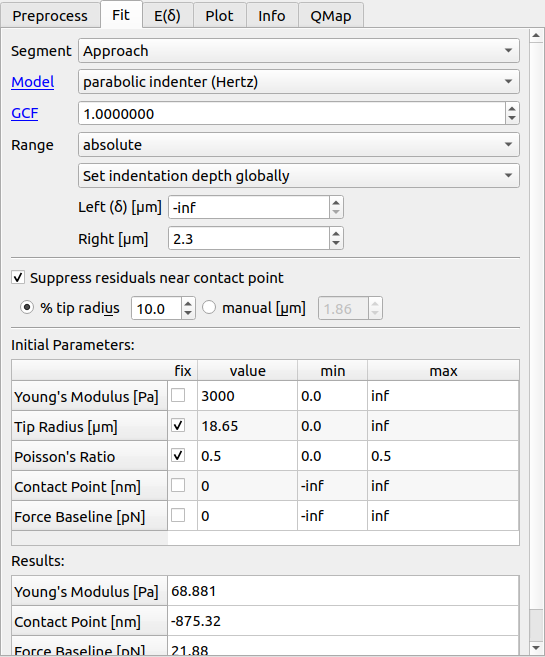 Preprocess Fit E(δ) Plot Info QMap
Segment Approach
Model parabolic indenter (Hertz)
GCF 1.0000000
Range absolute
Set indentation depth globally
Left (δ) [µm] -inf
Right [µm] 2.3
Suppress residuals near contact point
% tip radius 10.0 manual [µm] 1.86
Initial Parameters:
fix value min max
Young's Modulus [Pa] 3000 0.0 inf
Tip Radius [µm] 18.65 0.0 inf
Poisson's Ratio 0.5 0.0 0.5
Contact Point [nm] 0 -inf inf
Force Baseline [pN] 0 -inf inf
Results:
Young's Modulus [Pa] 68.881
Contact Point [nm] -875.32
Force Baseline [pN] 21.88